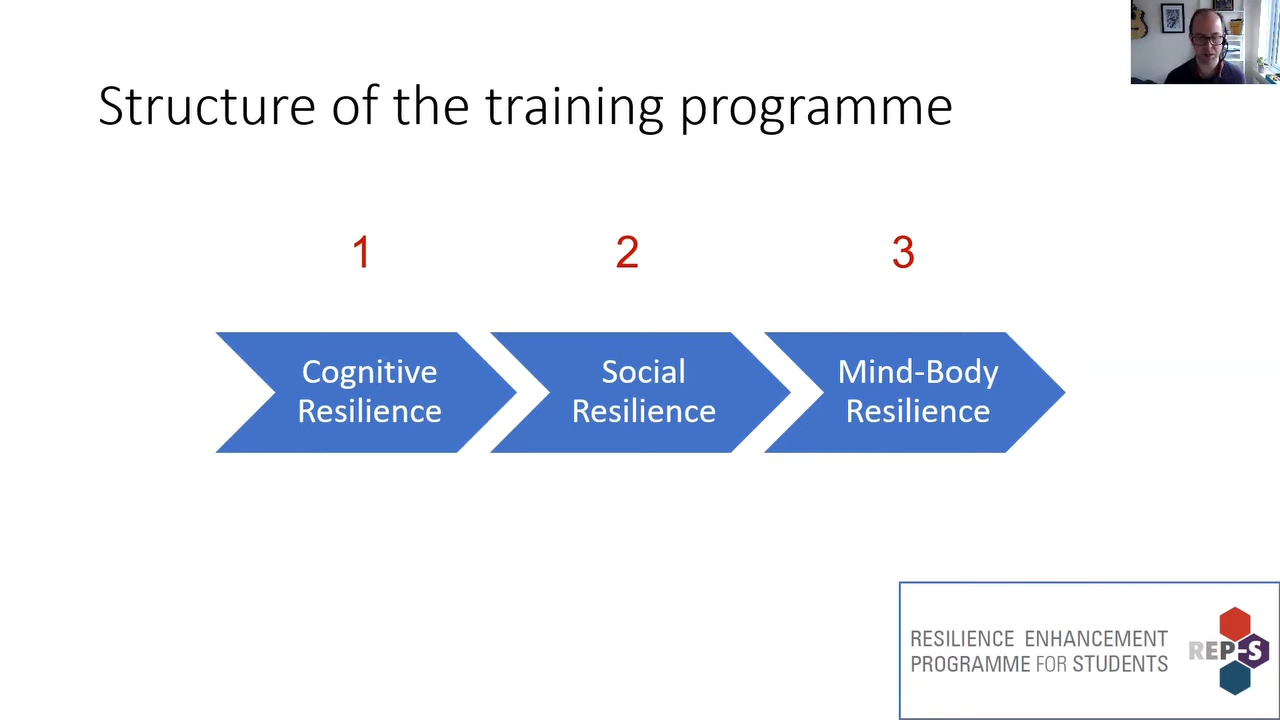 Structure of the training programme
1 2 3
Cognitive
Resilience
Social
Resilience
Mind-Body
Resilience
RESILIENCE ENHANCEMENT
PROGRAMME FOR STUDENTS
REP-S